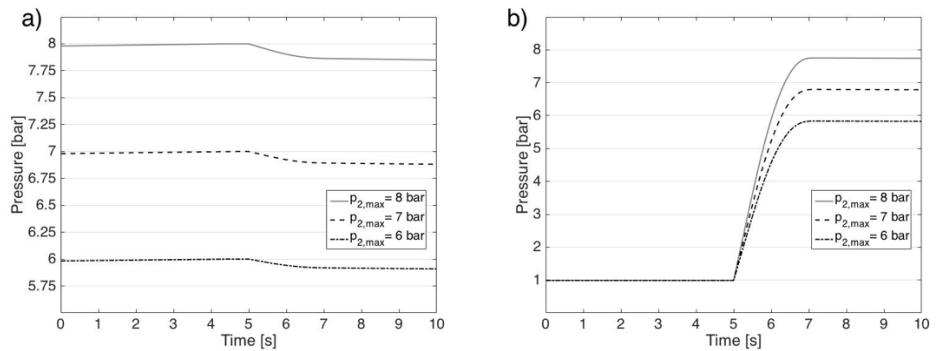 a)
Pressure [bar]
8
7.75
7.5
7.25
7
6.75
6.5
6.25
6
5.75
p2,max= 8 bar
p2,max= 7 bar
p2,max= 6 bar
0 1 2 3 4 5 6 7 8 9 10
Time [s]
b)
Pressure [bar]
8
7
6
5
4
3
2
1
p2,max= 8 bar
p2,max= 7 bar
p2,max= 6 bar
0 1 2 3 4 5 6 7 8 9 10
Time [s]